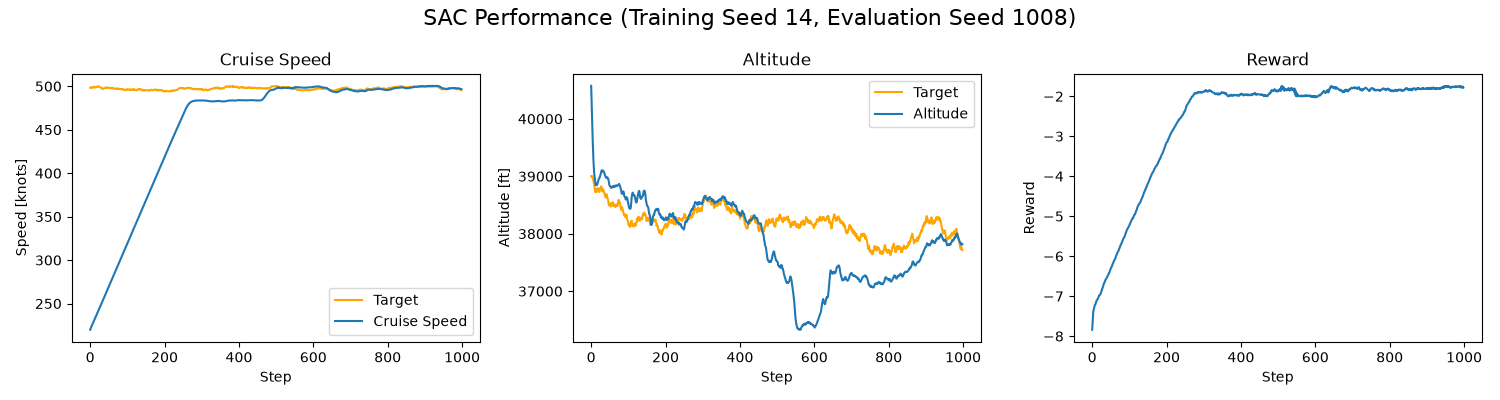 SAC Performance (Training Seed 14, Evaluation Seed 1008)
Cruise Speed
Speed [knots]
500
450
400
350
300
250
0 200 400 600 800 1000
Step
Target
Cruise Speed
Altitude
Altitude [ft]
40000
39000
38000
37000
0 200 400 600 800 1000
Step
Target
Altitude
Reward
Reward
−2
−3
−4
−5
−6
−7
−8
0 200 400 600 800 1000
Step